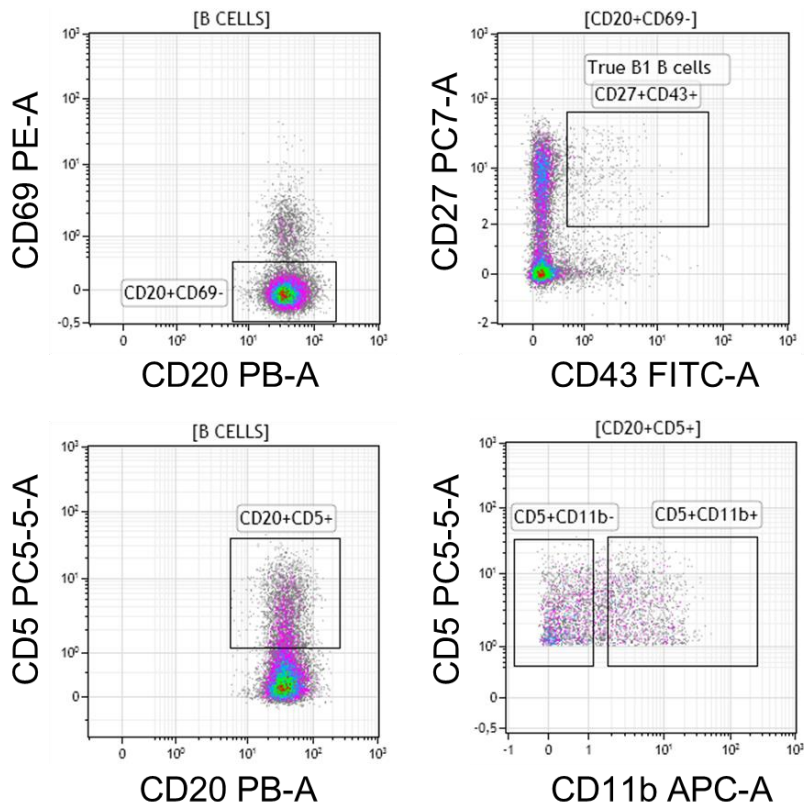 [B CELLS]
CD69 PE-A
10³
10²
10¹
10⁰
0
-0,5
CD20+CD69-
0
10⁰
10¹
10²
10³
CD20 PB-A
[CD20+CD69-]
CD27 PC7-A
10³
10²
10¹
2
0
-2
True B1 B cells
CD27+CD43+
0
10⁰
10¹
10²
10³
CD43 FITC-A
[B CELLS]
CD5 PC5-5-A
10³
10²
10¹
10⁰
0
CD20+CD5+
0
10⁰
10¹
10²
10³
CD20 PB-A
[CD20+CD5+]
CD5 PC5-5-A
10³
10²
10¹
10⁰
0
-0,5
CD5+CD11b-
CD5+CD11b+
-1
0
1
10¹
10²
10³
CD11b APC-A